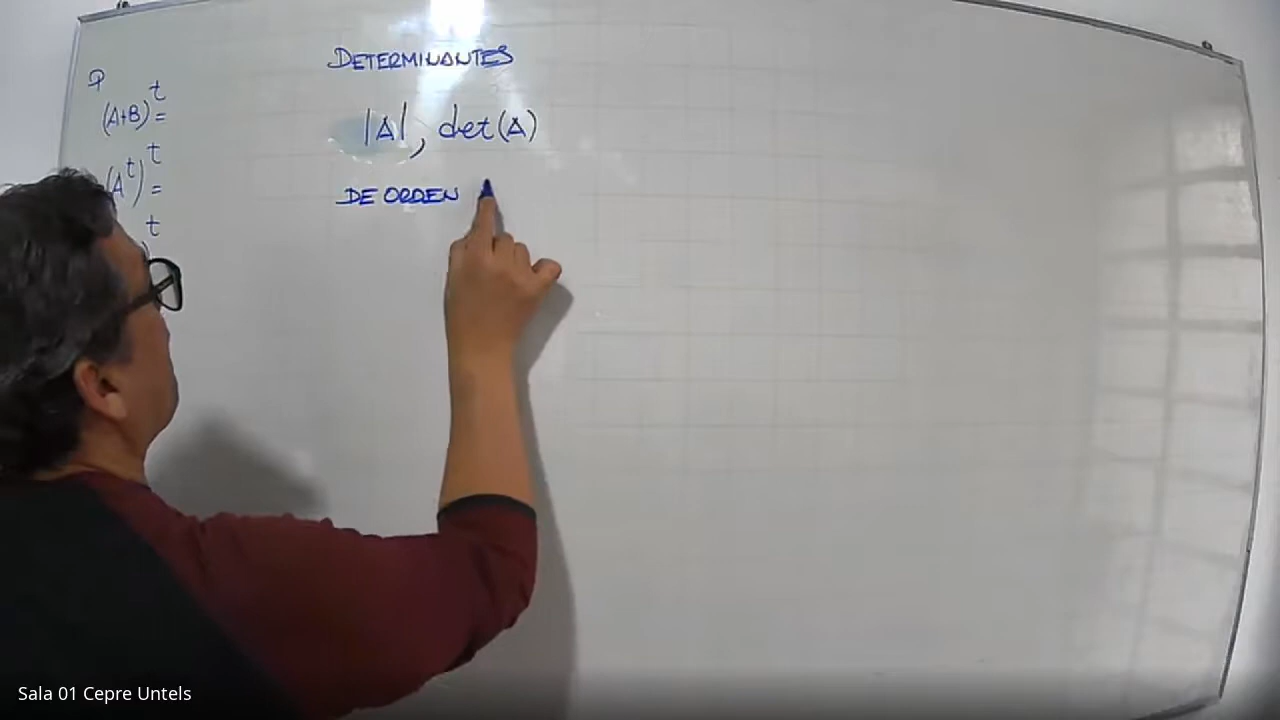 P
(A+B)ᵗ =
(Aᵗ)ᵗ =
t
)
DETERMINANTES
|A|, det(A)
DE ORDEN
Sala 01 Cepre Untels